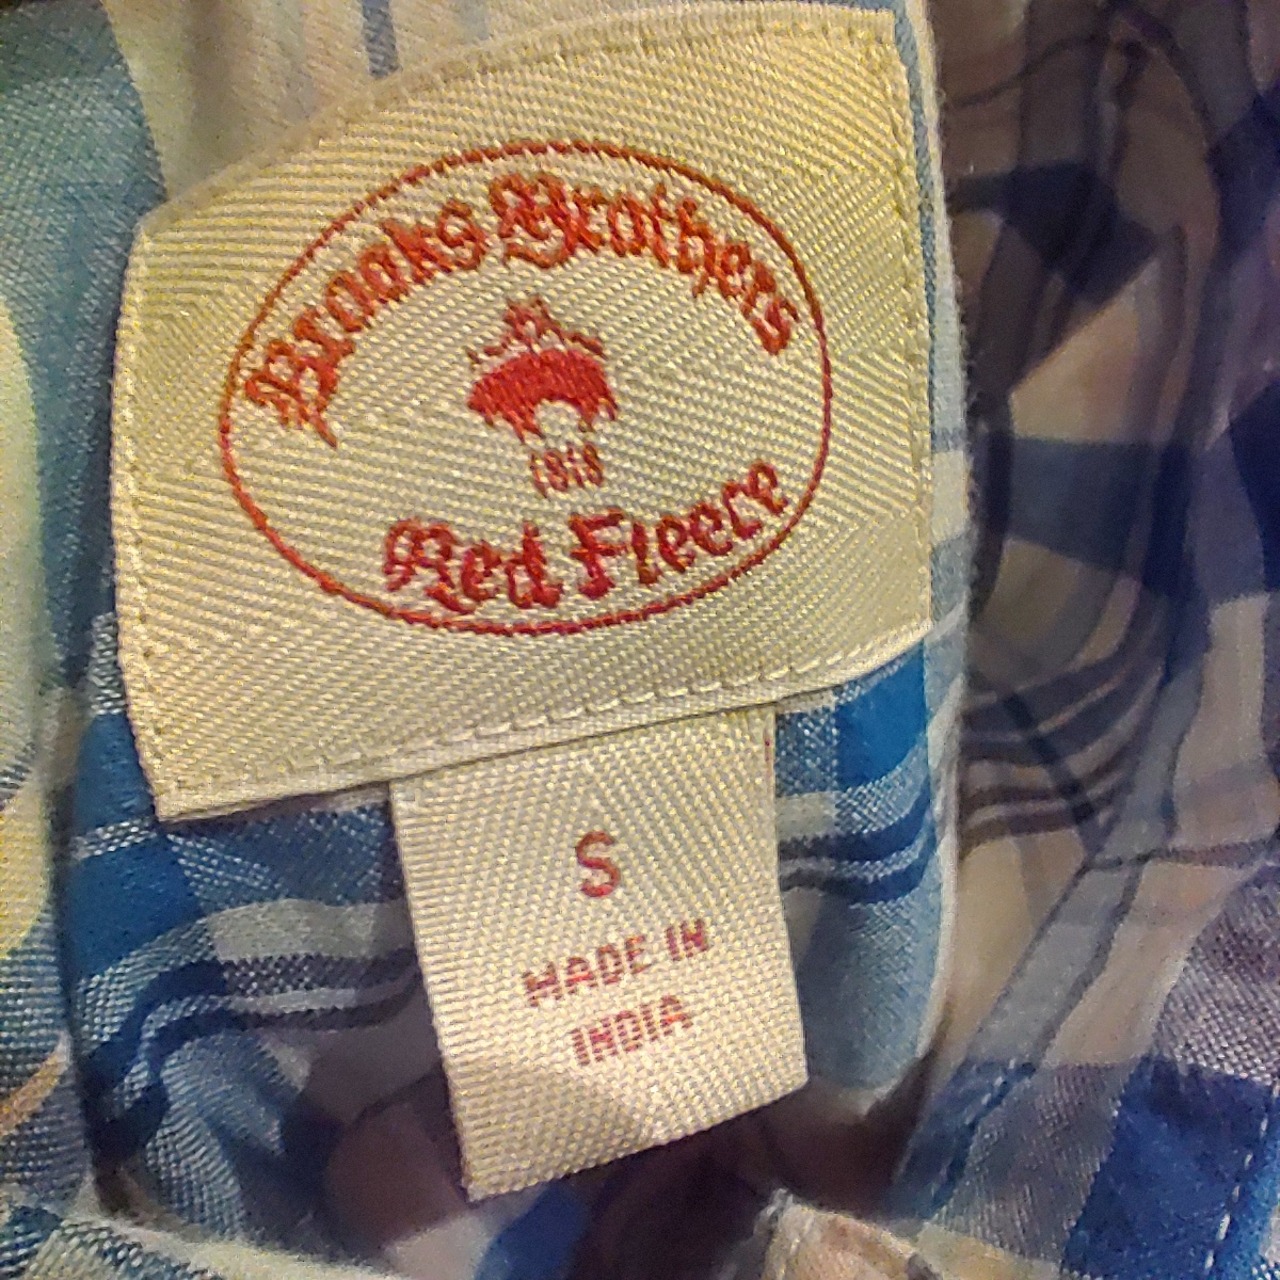 Brooks Brothers
1818
Red Fleece
S
MADE IN
INDIA